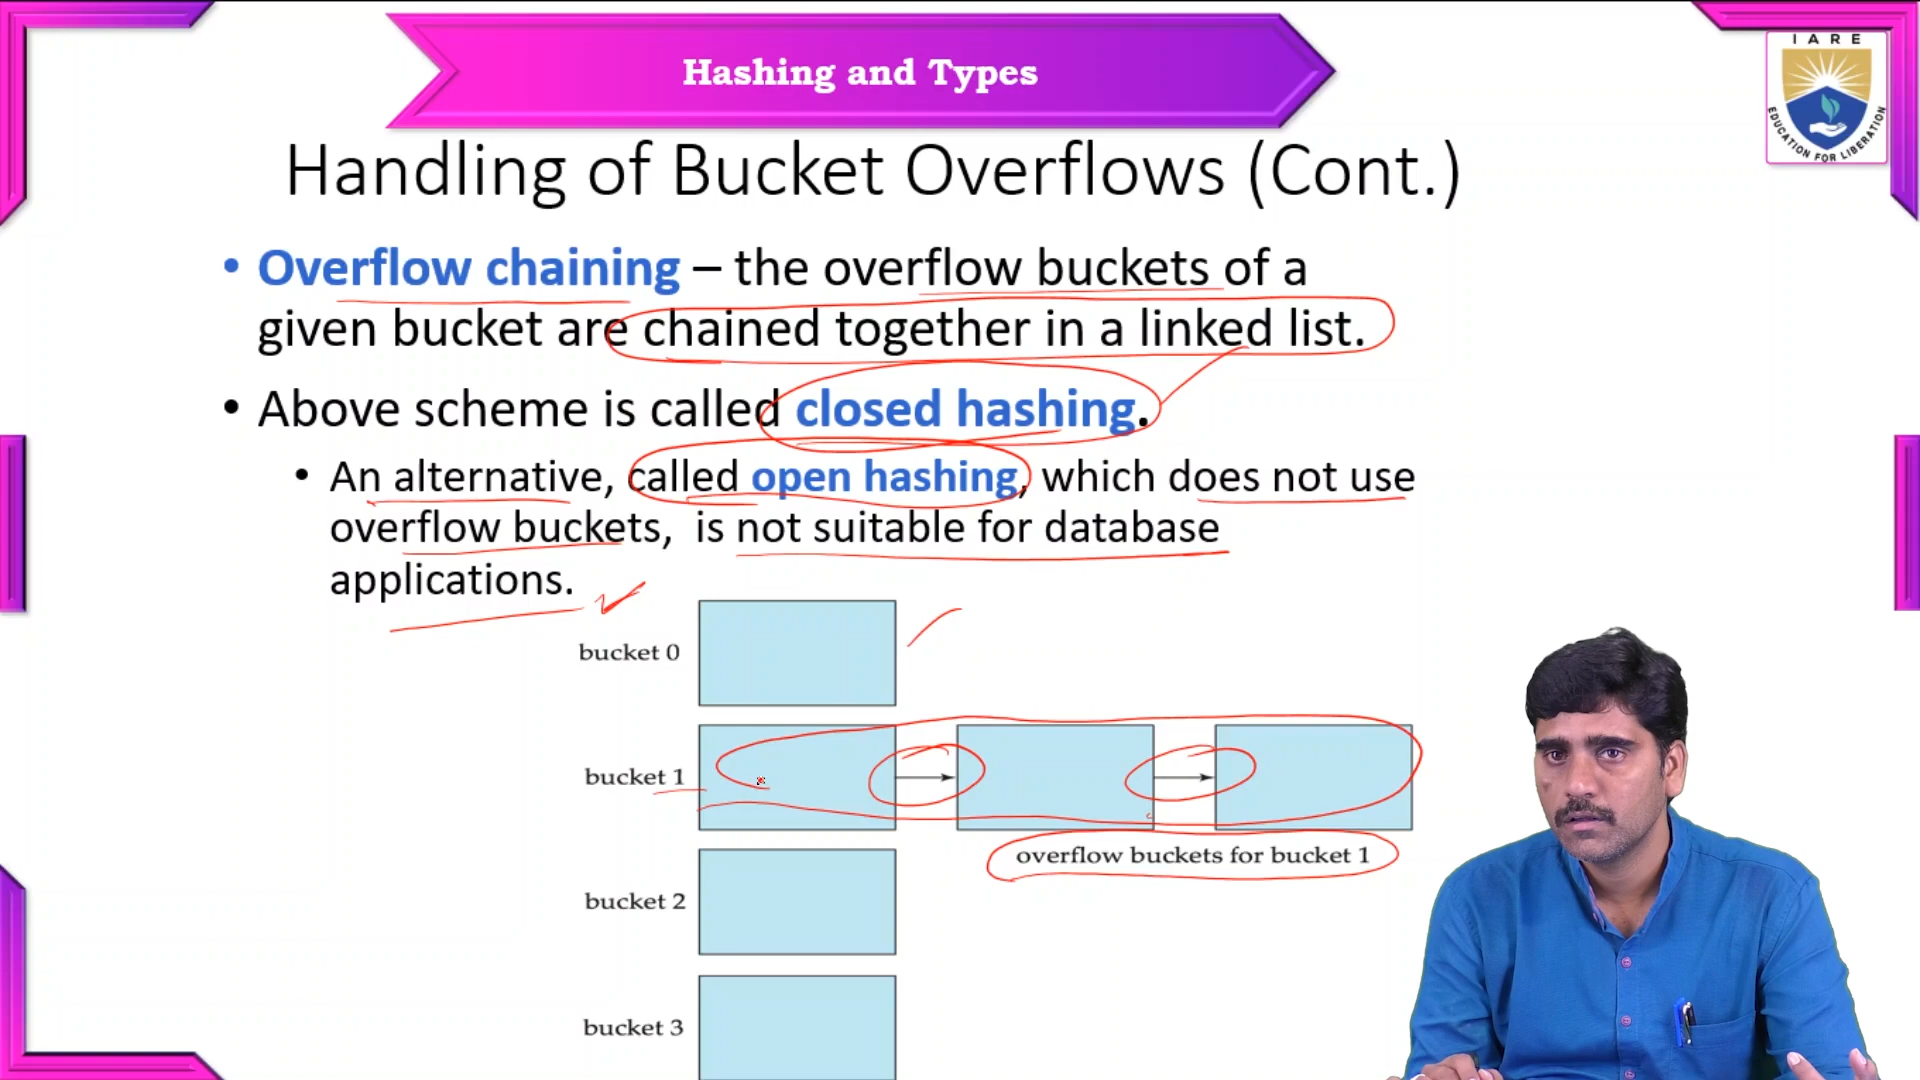 Hashing and Types
IARE
EDUCATION FOR LIBERATION
Handling of Bucket Overflows (Cont.)
• Overflow chaining – the overflow buckets of a
given bucket are chained together in a linked list.
• Above scheme is called closed hashing.
• An alternative, called open hashing, which does not use
overflow buckets, is not suitable for database
applications.
bucket 0
bucket 1
overflow buckets for bucket 1
bucket 2
bucket 3